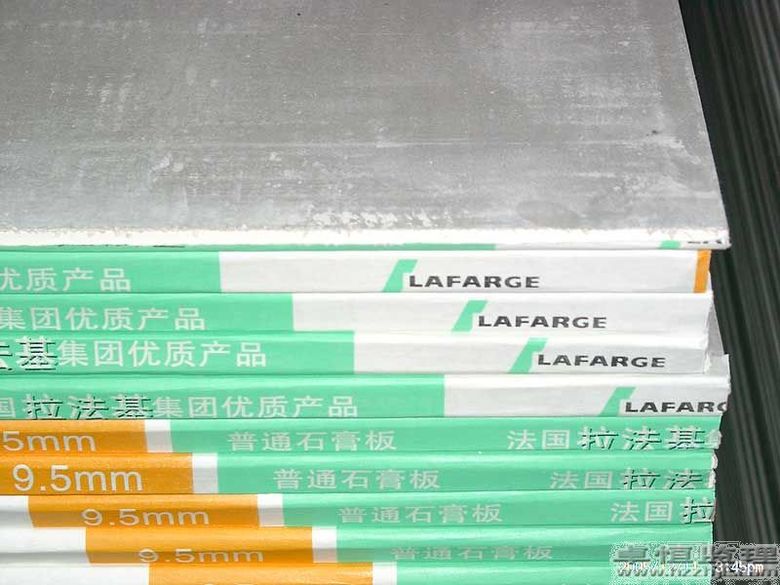 优质产品 LAFARGE
集团优质产品 LAFARGE
法基集团优质产品 LAFARGE
国拉法基集团优质产品 LAFARG
5mm 普通石膏板 法国拉法基
9.5mm 普通石膏板 法国拉法基
9.5mm 普通石膏板 法国拉
9.5mm 普通石膏板
3:45pm